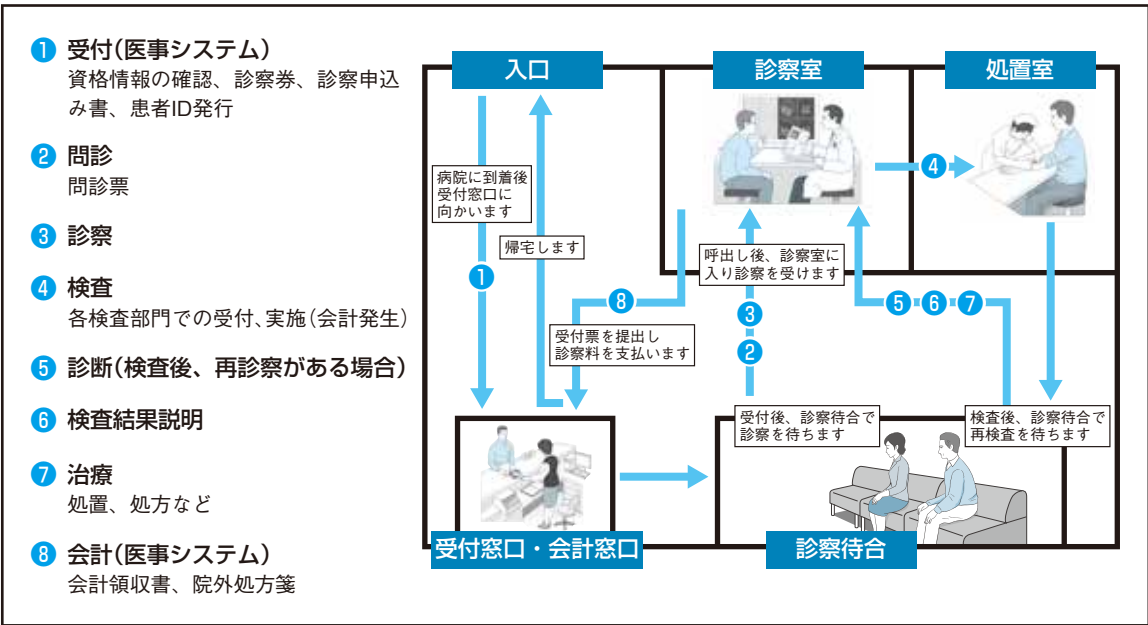 ❶ 受付(医事システム)
資格情報の確認、診察券、診察申込
み書、患者ID発行
❷ 問診
問診票
❸ 診察
❹ 検査
各検査部門での受付、実施(会計発生)
❺ 診断(検査後、再診察がある場合)
❻ 検査結果説明
❼ 治療
処置、処方など
❽ 会計(医事システム)
会計領収書、院外処方箋
入口
診察室
処置室
病院に到着後
受付窓口に
向かいます
帰宅します
❶
❹
呼出し後、診察室に
入り診察を受けます
❽
❸
❷
❺ ❻ ❼
受付票を提出し
診察料を支払います
受付後、診察待合で
診察を待ちます
検査後、診察待合で
再検査を待ちます
受付窓口・会計窓口
診察待合